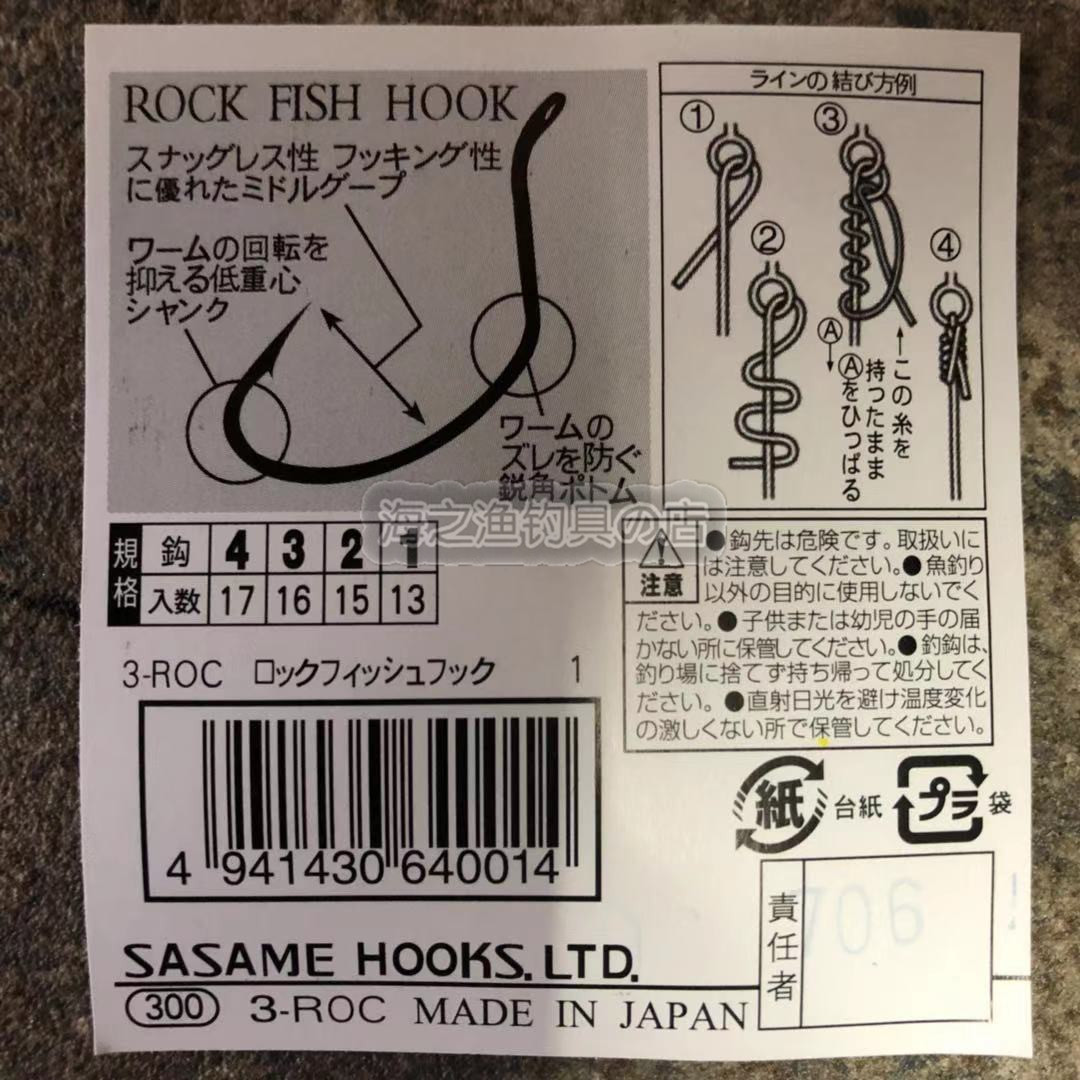 ROCK FISH HOOK
スナッグレス性 フッキング性
に優れたミドルゲープ
ワームの回転を
抑える低重心
シャンク
ワームの
ズレを防ぐ
鋭角ボトム
ラインの結び方例
①
②
③
④
Ⓐ
この糸を
持ったまま
Ⓐをひっぱる
海之渔钓具の店
規格 鈎 4 3 2 1
入数 17 16 15 13
3-ROC ロックフィッシュフック 1
4 941430 640014
注意
●鈎先は危険です。取扱いに
は注意してください。●魚釣り
以外の目的に使用しないでく
ださい。●子供または幼児の手の届
かない所に保管してください。●釣鈎は、
釣り場に捨てず持ち帰って処分してく
ださい。●直射日光を避け温度変化
の激しくない所で保管してください。
紙 台紙 プラ 袋
責任者
706
SASAME HOOKS,LTD.
300 3-ROC MADE IN JAPAN